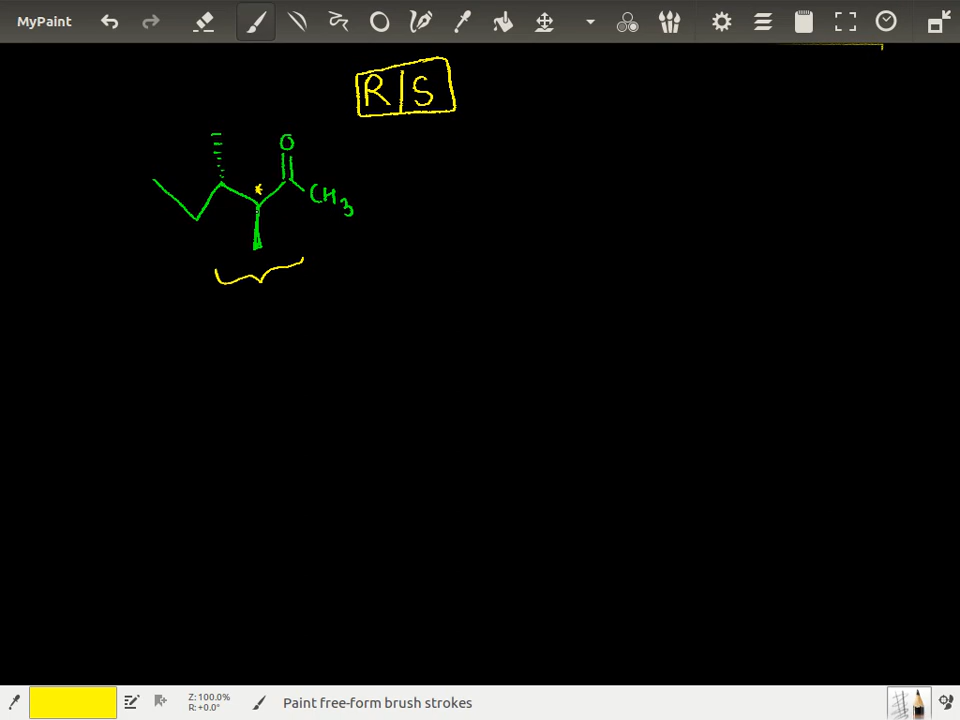 MyPaint
R|S
O
CH3
Z: 100.0%
R: +0.0°
Paint free-form brush strokes